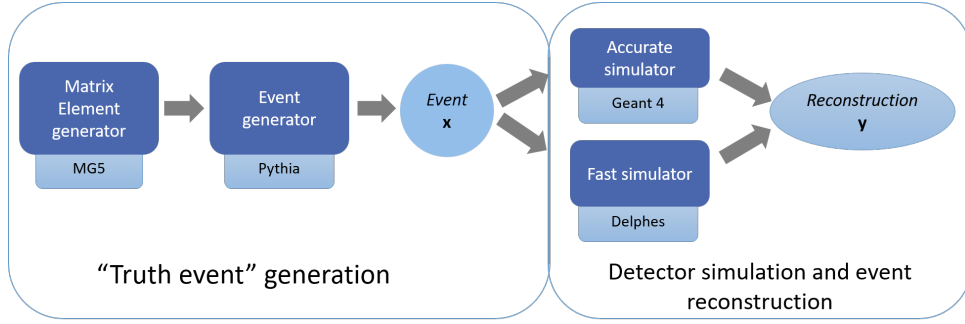 Matrix
Element
generator
MG5
Event
generator
Pythia
Event
x
"Truth event" generation
Accurate
simulator
Geant 4
Fast simulator
Delphes
Reconstruction
y
Detector simulation and event
reconstruction